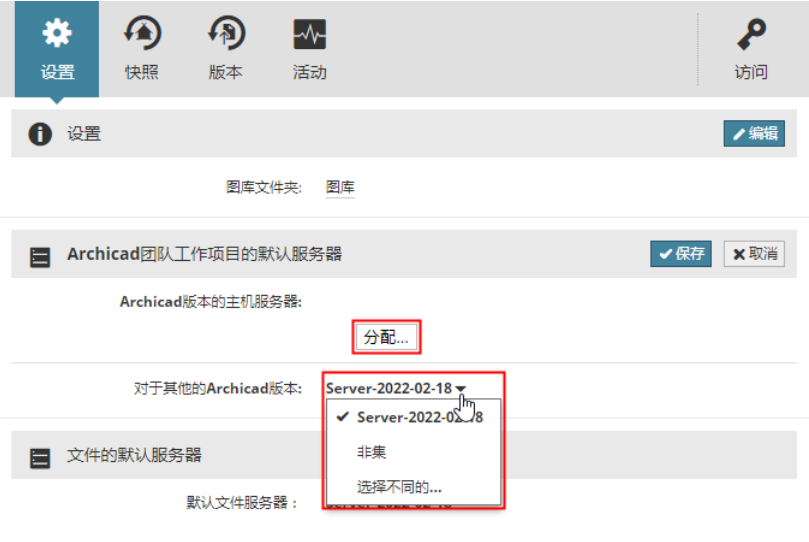 设置
快照
版本
活动
访问
设置
编辑
图库文件夹: 图库
Archicad团队工作项目的默认服务器
保存
取消
Archicad版本的主机服务器:
分配...
对于其他的Archicad版本: Server-2022-02-18
Server-2022-02-18
非集
选择不同的...
文件的默认服务器
默认文件服务器：